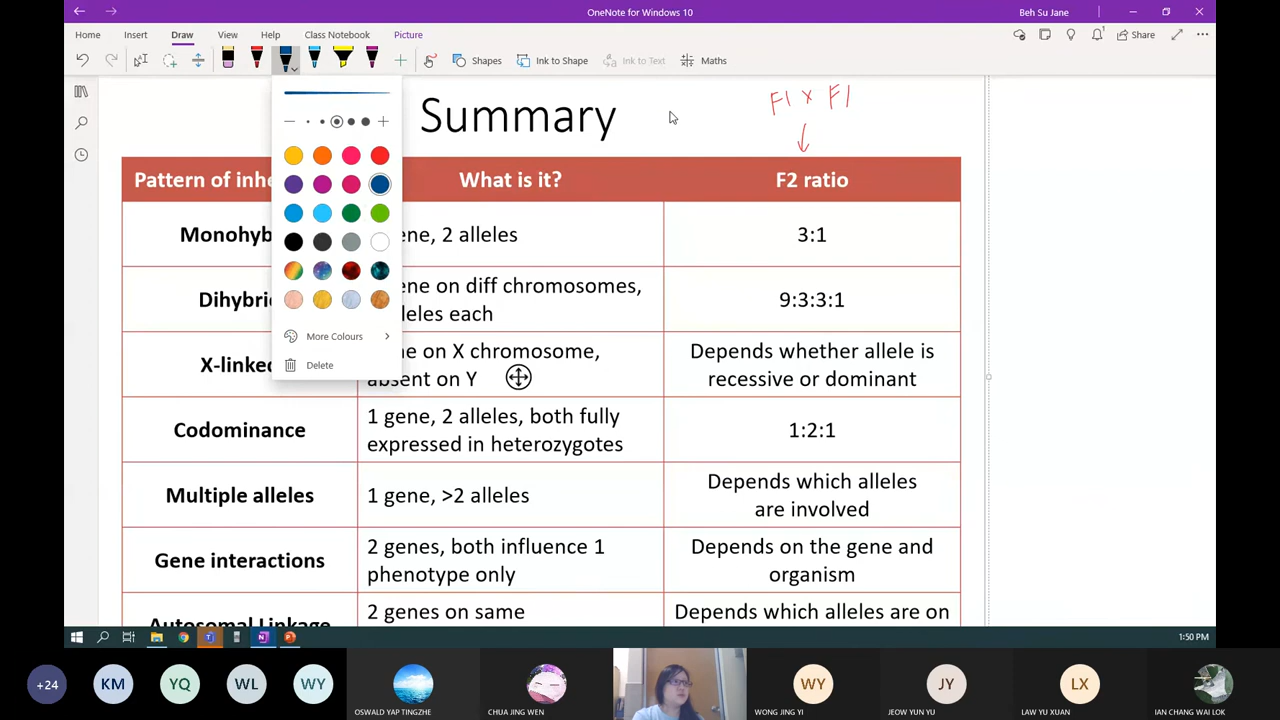 OneNote for Windows 10
Beh Su Jane
Home Insert Draw View Help Class Notebook Picture
Share
Shapes Ink to Shape Ink to Text Maths
Summary
F1 x F1
Pattern of inhe
What is it?
F2 ratio
Monohyb
ene, 2 alleles
3:1
Dihybri
ene on diff chromosomes,
lleles each
9:3:3:1
X-linked
ne on X chromosome,
absent on Y
Depends whether allele is
recessive or dominant
More Colours
Delete
Codominance
1 gene, 2 alleles, both fully
expressed in heterozygotes
1:2:1
Multiple alleles
1 gene, >2 alleles
Depends which alleles
are involved
Gene interactions
2 genes, both influence 1
phenotype only
Depends on the gene and
organism
Autosomal Linkage
2 genes on same
Depends which alleles are on
1:50 PM
+24
KM
YQ
WL
WY
OSWALD YAP TINGZHE
CHUA JING WEN
WY
WONG JING YI
JY
JEOW YUN YU
LX
LAW YU XUAN
IAN CHANG WAI LOK